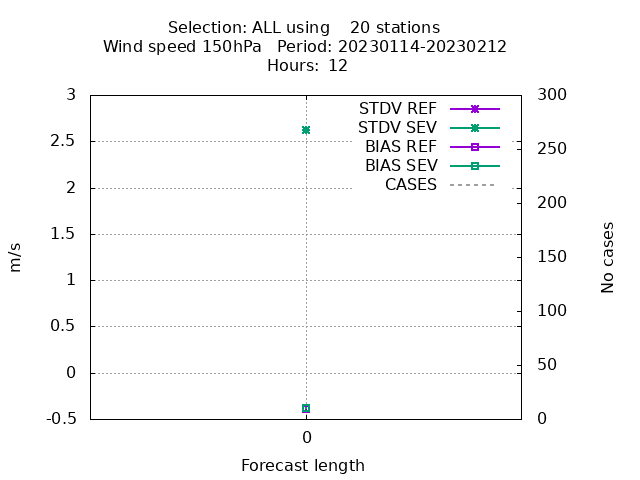 Selection: ALL using    20 stations
Wind speed 150hPa   Period: 20230114-20230212
Hours:  12
3
2.5
2
1.5
1
0.5
0
-0.5
m/s
STDV REF
STDV SEV
BIAS REF
BIAS SEV
CASES
300
250
200
150
100
50
0
No cases
0
Forecast length